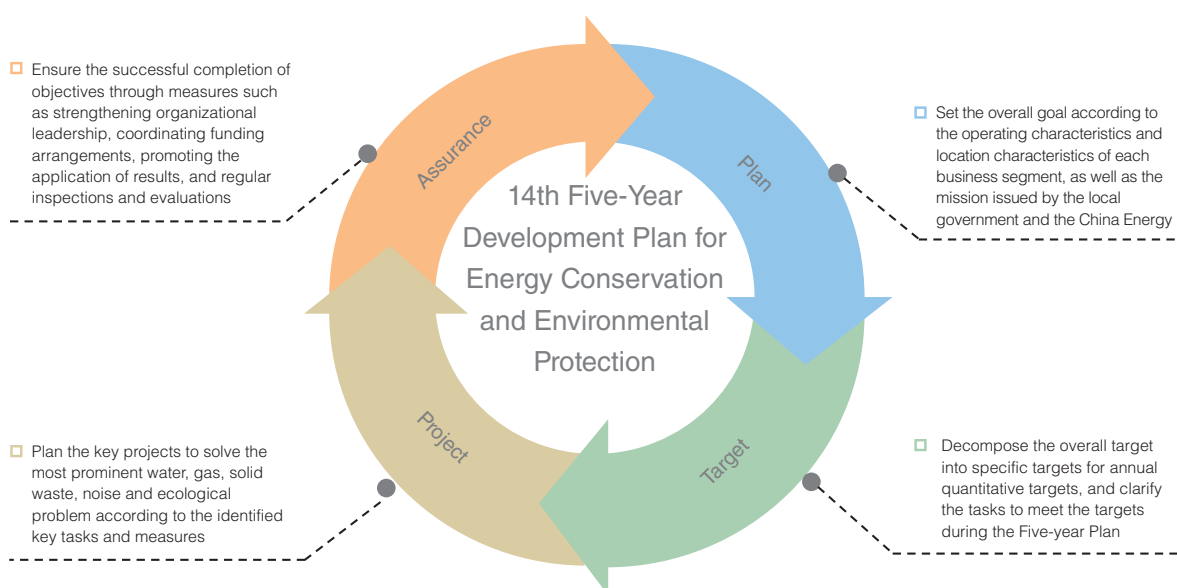 Ensure the successful completion of
objectives through measures such
as strengthening organizational
leadership, coordinating funding
arrangements, promoting the
application of results, and regular
inspections and evaluations
Assurance
Plan
Set the overall goal according to
the operating characteristics and
location characteristics of each
business segment, as well as the
mission issued by the local
government and the China Energy
14th Five-Year
Development Plan for
Energy Conservation
and Environmental
Protection
Project
Target
Plan the key projects to solve the
most prominent water, gas, solid
waste, noise and ecological
problem according to the identified
key tasks and measures
Decompose the overall target
into specific targets for annual
quantitative targets, and clarify
the tasks to meet the targets
during the Five-year Plan